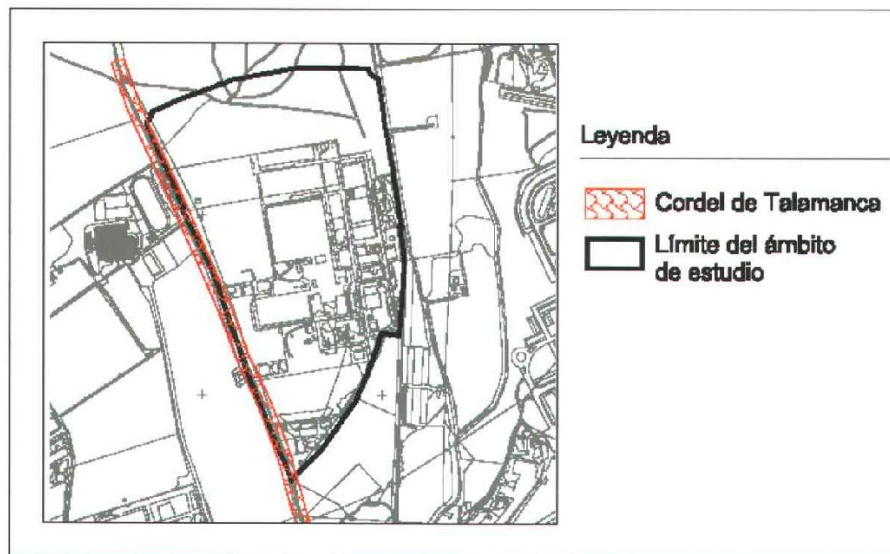 Leyenda
Cordel de Talamanca
Límite del ámbito
de estudio